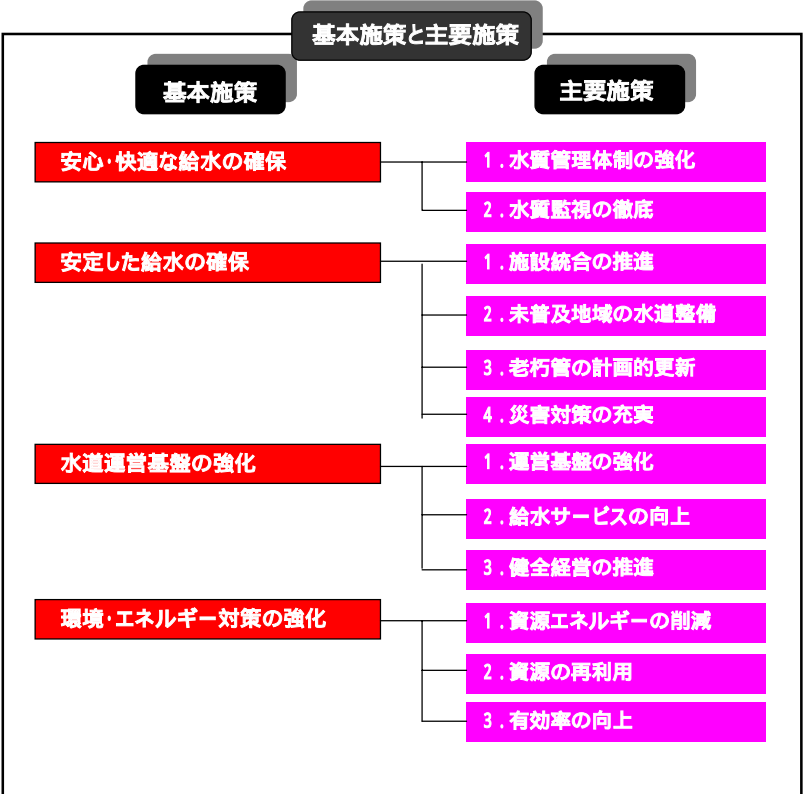 基本施策と主要施策
基本施策
主要施策
安心・快適な給水の確保
1.水質管理体制の強化
2.水質監視の徹底
安定した給水の確保
1.施設統合の推進
2.未普及地域の水道整備
3.老朽管の計画的更新
4.災害対策の充実
水道運営基盤の強化
1.運営基盤の強化
2.給水サービスの向上
3.健全経営の推進
環境・エネルギー対策の強化
1.資源エネルギーの削減
2.資源の再利用
3.有効率の向上